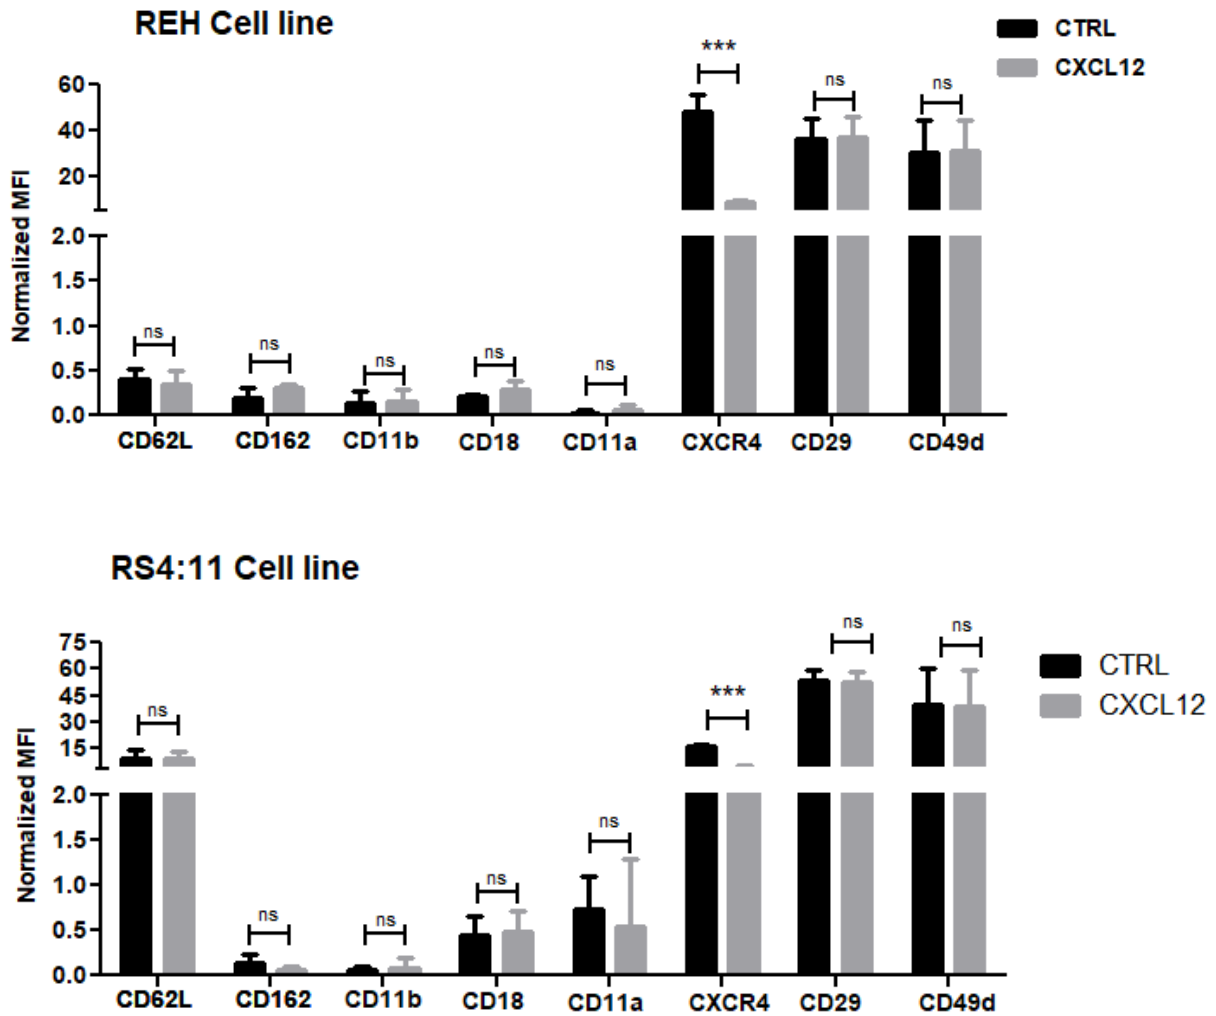 REH Cell line
CTRL
CXCL12
Normalized MFI
60
40
20
2.0
1.5
1.0
0.5
0.0
ns
ns
ns
ns
ns
***
ns
ns
CD62L CD162 CD11b CD18 CD11a CXCR4 CD29 CD49d
RS4:11 Cell line
CTRL
CXCL12
Normalized MFI
75
60
45
30
15
2.0
1.5
1.0
0.5
0.0
ns
ns
ns
ns
ns
***
ns
ns
CD62L CD162 CD11b CD18 CD11a CXCR4 CD29 CD49d